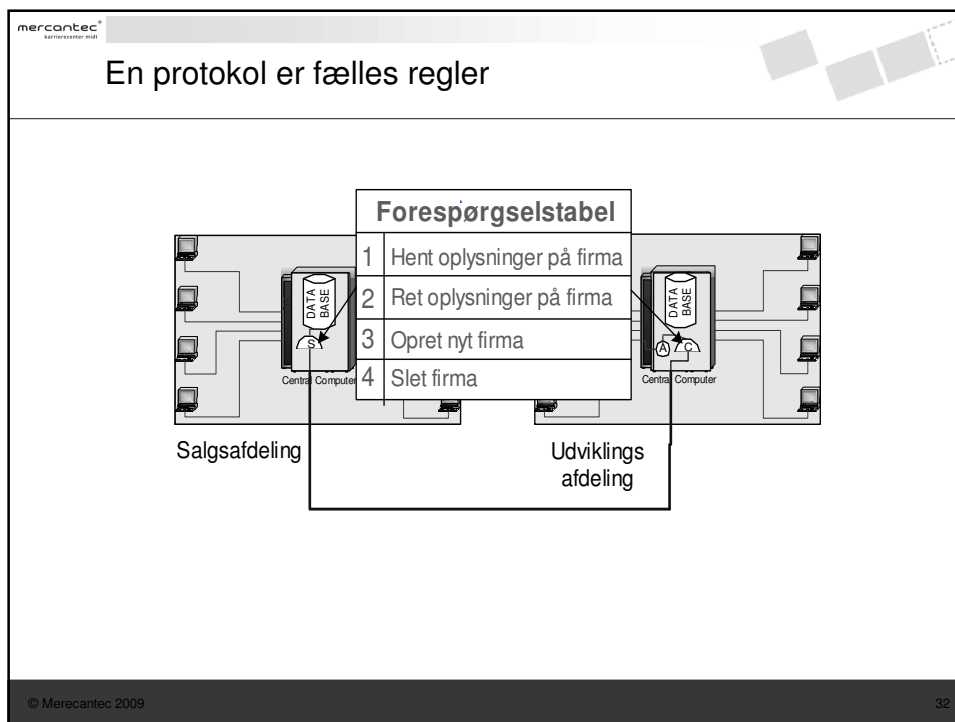 mercantec+
karrierecenter midt
En protokol er fælles regler
Forespørgselstabel
1 Hent oplysninger på firma
2 Ret oplysninger på firma
3 Opret nyt firma
4 Slet firma
DATA
BASE
S
Central Computer
DATA
BASE
A
C
Central Computer
Salgsafdeling
Udviklings
afdeling
© Merecantec 2009
32